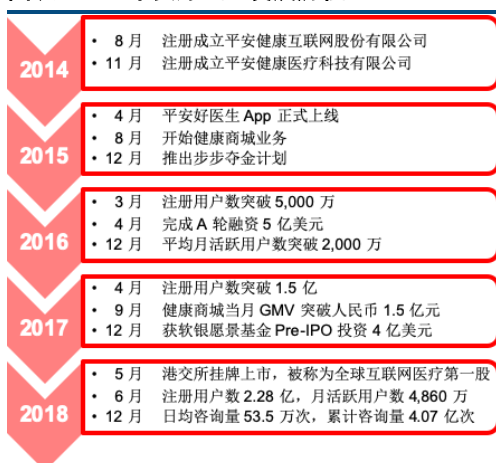 2014
• 8 月 注册成立平安健康互联网股份有限公司
• 11 月 注册成立平安健康医疗科技有限公司
2015
• 4 月 平安好医生 App 正式上线
• 8 月 开始健康商城业务
• 12 月 推出步步夺金计划
2016
• 3 月 注册用户数突破 5,000 万
• 4 月 完成 A 轮融资 5 亿美元
• 12 月 平均月活跃用户数突破 2,000 万
2017
• 4 月 注册用户数突破 1.5 亿
• 9 月 健康商城当月 GMV 突破人民币 1.5 亿元
• 12 月 获软银愿景基金 Pre-IPO 投资 4 亿美元
2018
• 5 月 港交所挂牌上市，被称为全球互联网医疗第一股
• 6 月 注册用户数 2.28 亿，月活跃用户数 4,860 万
• 12 月 日均咨询量 53.5 万次，累计咨询量 4.07 亿次